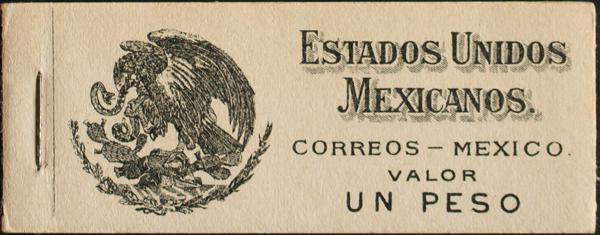 ESTADOS UNIDOS
MEXICANOS.
CORREOS – MEXICO.
VALOR
UN PESO